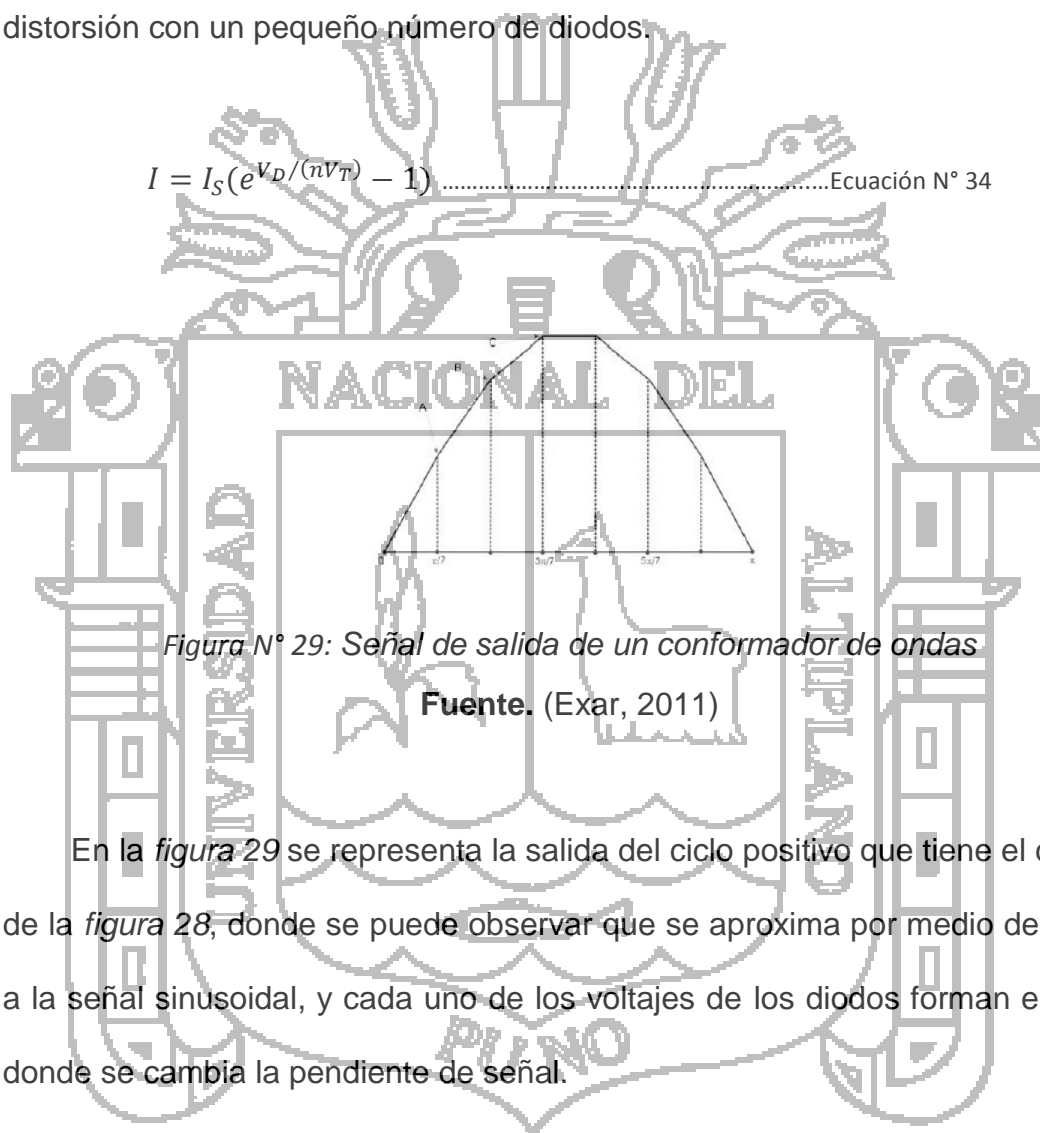 distorsión con un pequeño número de diodos.
I = I_S(e^{V_D/(nV_T)} − 1) ..................................................................Ecuación N° 34
C
B
A
0 π/7 3π/7 5π/7 π
NACIONAL DEL
UNIVERSIDAD
ALTIPLANO
Figura N° 29: Señal de salida de un conformador de ondas
Fuente. (Exar, 2011)
En la figura 29 se representa la salida del ciclo positivo que tiene el
de la figura 28, donde se puede observar que se aproxima por medio de
a la señal sinusoidal, y cada uno de los voltajes de los diodos forman
donde se cambia la pendiente de señal.
PUNO